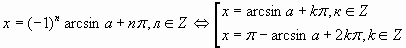 x = (−1)ⁿ arcsin a + nπ, л ∈ Z ⇔ [ x = arcsin a + kπ, к ∈ Z
x = π − arcsin a + 2kπ, k ∈ Z